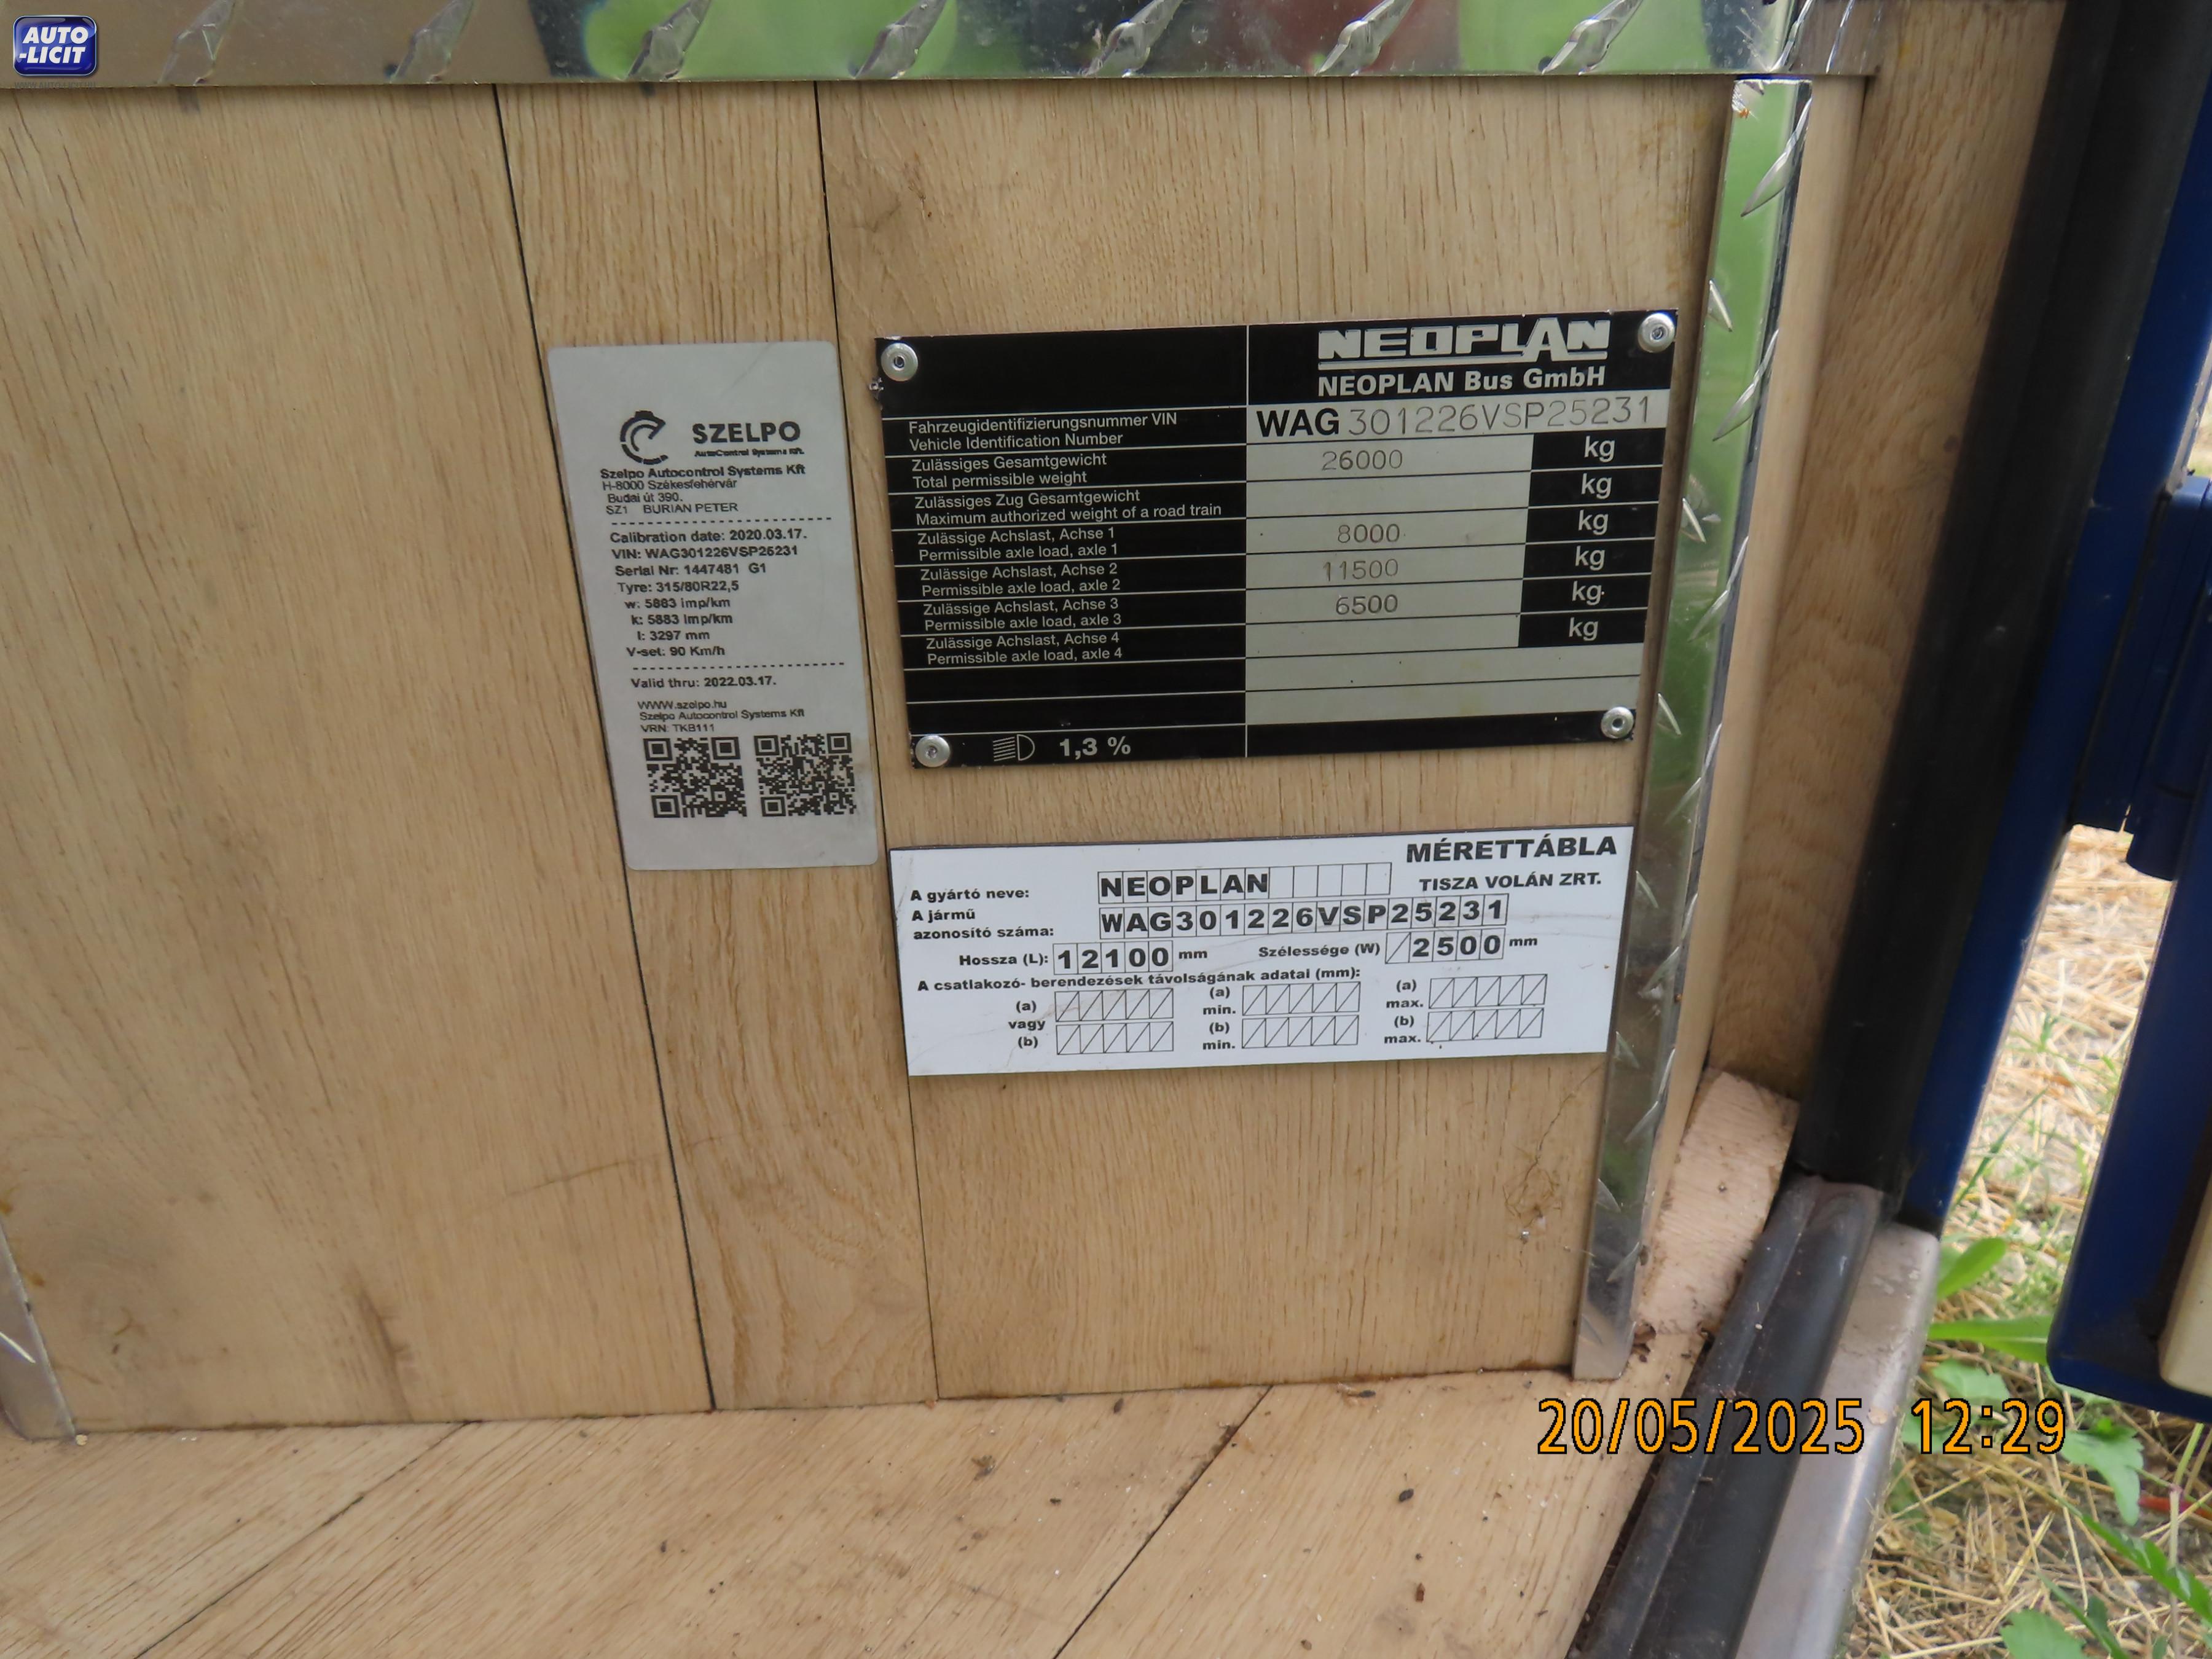 AUTO
-LICIT
SZELPO
AutoControl Systems Kft.
Szelpo Autocontrol Systems Kft
H-8000 Székesfehérvár
Budai út 390.
SZ1 BURIAN PETER
Calibration date: 2020.03.17.
VIN: WAG301226VSP25231
Serial Nr: 1447481 G1
Tyre: 315/80R22,5
w: 5883 imp/km
k: 5883 imp/km
l: 3297 mm
V-set: 90 Km/h
Valid thru: 2022.03.17.
WWW.szelpo.hu
Szelpo Autocontrol Systems Kft
VRN: TKB111
NEOPLAN
NEOPLAN Bus GmbH
Fahrzeugidentifizierungsnummer VIN
Vehicle Identification Number
WAG 301226VSP25231
Zulässiges Gesamtgewicht
Total permissible weight
26000 kg
Zulässiges Zug Gesamtgewicht
Maximum authorized weight of a road train
kg
Zulässige Achslast, Achse 1
Permissible axle load, axle 1
8000 kg
Zulässige Achslast, Achse 2
Permissible axle load, axle 2
11500 kg
Zulässige Achslast, Achse 3
Permissible axle load, axle 3
6500 kg
Zulässige Achslast, Achse 4
Permissible axle load, axle 4
kg
1,3 %
MÉRETTÁBLA
A gyártó neve: NEOPLAN TISZA VOLÁN ZRT.
A jármű
azonosító száma: WAG301226VSP25231
Hossza (L): 12100 mm Szélessége (W) 2500 mm
A csatlakozó- berendezések távolságának adatai (mm):
(a) (a) (a)
vagy min. max.
(b) (b) (b)
min. max.
20/05/2025 12:29